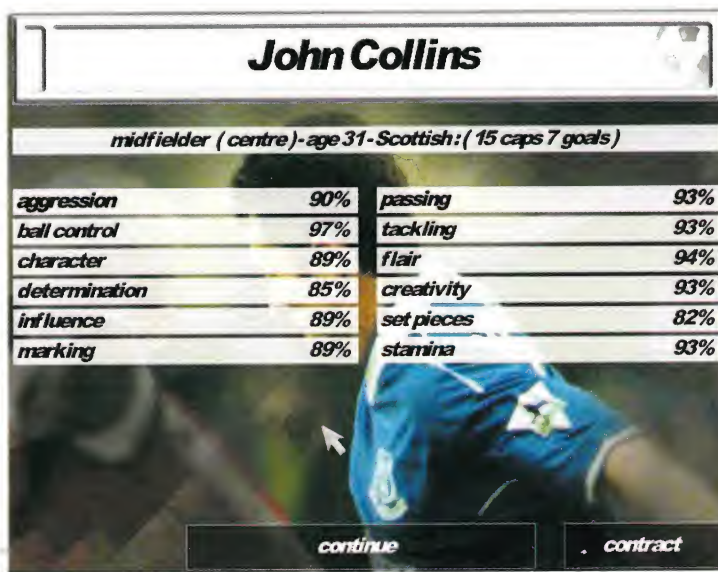 John Collins
midfielder (centre)-age 31-Scottish:(15 caps 7 goals)
aggression 90% passing 93%
ball control 97% tackling 93%
character 89% flair 94%
determination 85% creativity 93%
influence 89% set pieces 82%
marking 89% stamina 93%
continue contract